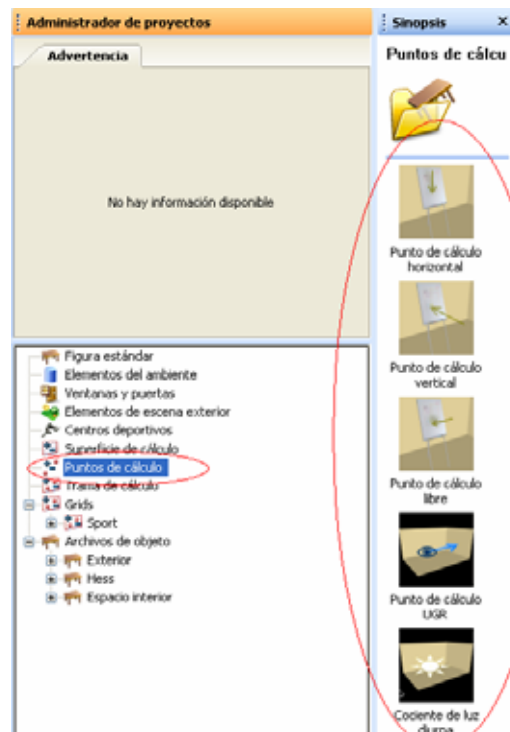 Administrador de proyectos
Advertencia
No hay información disponible
Figura estándar
Elementos del ambiente
Ventanas y puertas
Elementos de escena exterior
Centros deportivos
Superficie de cálculo
Puntos de cálculo
Trama de cálculo
Grids
Sport
Archivos de objeto
Exterior
Hess
Espacio interior
Sinopsis
Puntos de cálcu
Punto de cálculo
horizontal
Punto de cálculo
vertical
Punto de cálculo
libre
Punto de cálculo
UGR
Cociente de luz
diurna